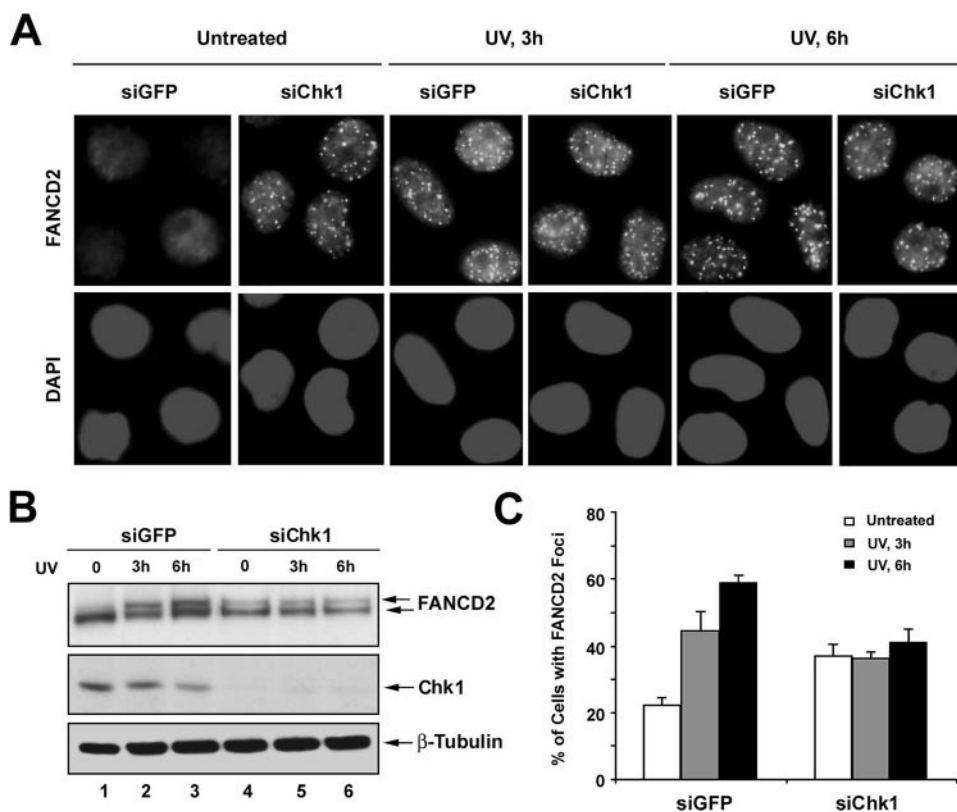 A
Untreated UV, 3h UV, 6h
siGFP siChk1 siGFP siChk1 siGFP siChk1
FANCD2
DAPI
B
siGFP siChk1
UV 0 3h 6h 0 3h 6h
FANCD2
Chk1
β-Tubulin
1 2 3 4 5 6
C
% of Cells with FANCD2 Foci
80
60
40
20
0
Untreated
UV, 3h
UV, 6h
siGFP siChk1